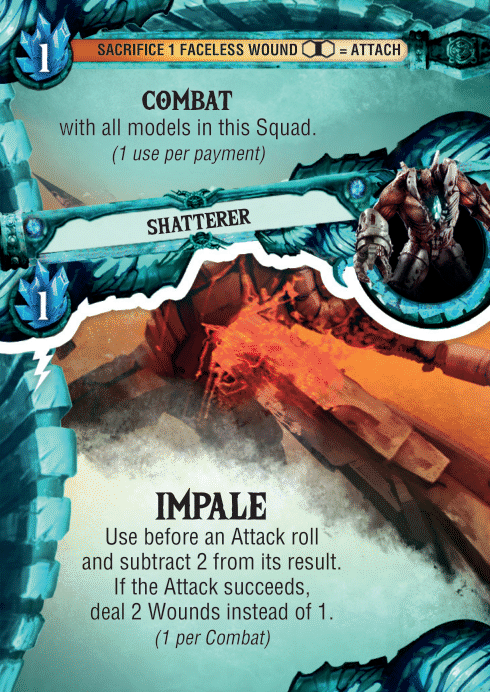 1
SACRIFICE 1 FACELESS WOUND = ATTACH
COMBAT
with all models in this Squad.
(1 use per payment)
SHATTERER
1
IMPALE
Use before an Attack roll
and subtract 2 from its result.
If the Attack succeeds,
deal 2 Wounds instead of 1.
(1 per Combat)